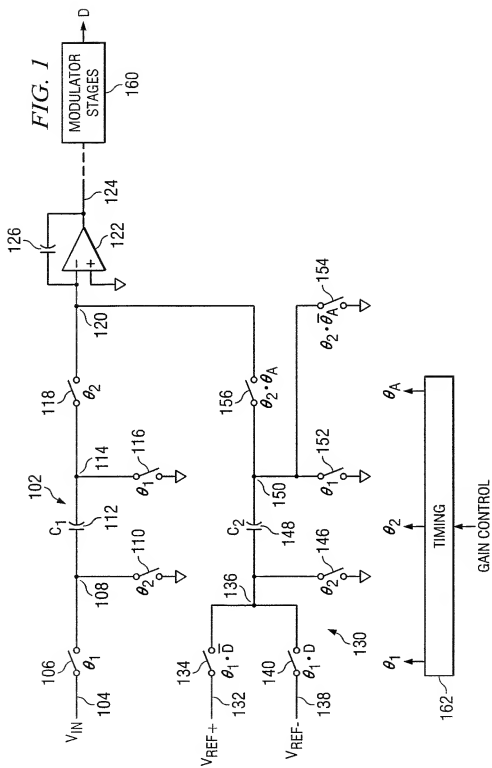 FIG. 1
D
MODULATOR
STAGES
160
124
126
122
−
+
120
118
θ2
114
102
116
θ1
C1
112
110
θ2
108
106
θ1
104
VIN
154
θ2·θ̅A
156
θ2·θA
152
θ1
150
C2
148
146
θ2
136
130
134
θ1·D̅
132
VREF+
140
θ1·D
138
VREF-
θ1
θ2
θA
TIMING
162
GAIN CONTROL